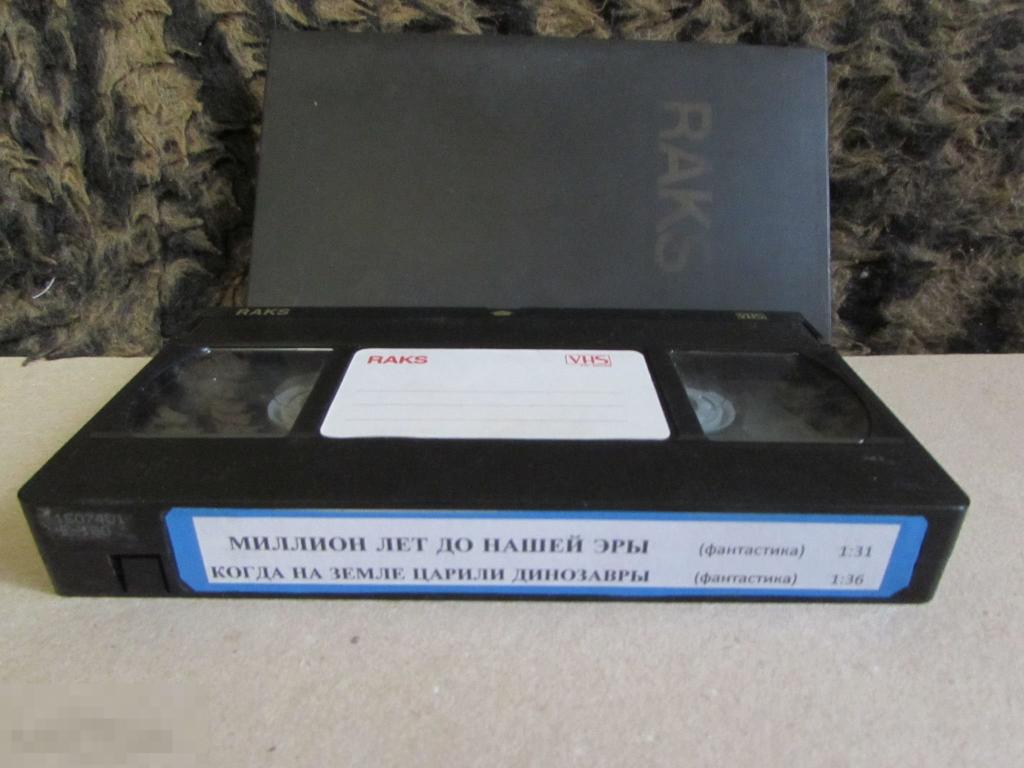 RAKS
RAKS
VHS
RAKS
VHS
МИЛЛИОН ЛЕТ ДО НАШЕЙ ЭРЫ (фантастика) 1:31
КОГДА НА ЗЕМЛЕ ЦАРИЛИ ДИНОЗАВРЫ (фантастика) 1:36